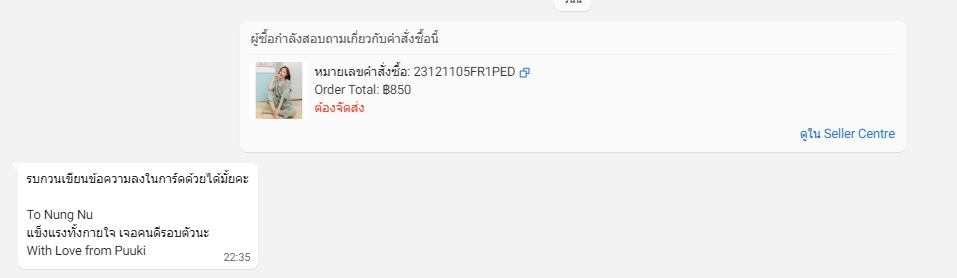 วันนี้
ผู้ซื้อกำลังสอบถามเกี่ยวกับคำสั่งซื้อนี้
หมายเลขคำสั่งซื้อ: 23121105FR1PED
Order Total: ฿850
ต้องจัดส่ง
ดูใน Seller Centre
รบกวนเขียนข้อความลงในการ์ดด้วยได้มั้ยคะ
To Nung Nu
แข็งแรงทั้งกายใจ เจอคนดีรอบตัวนะ
With Love from Puuki
22:35